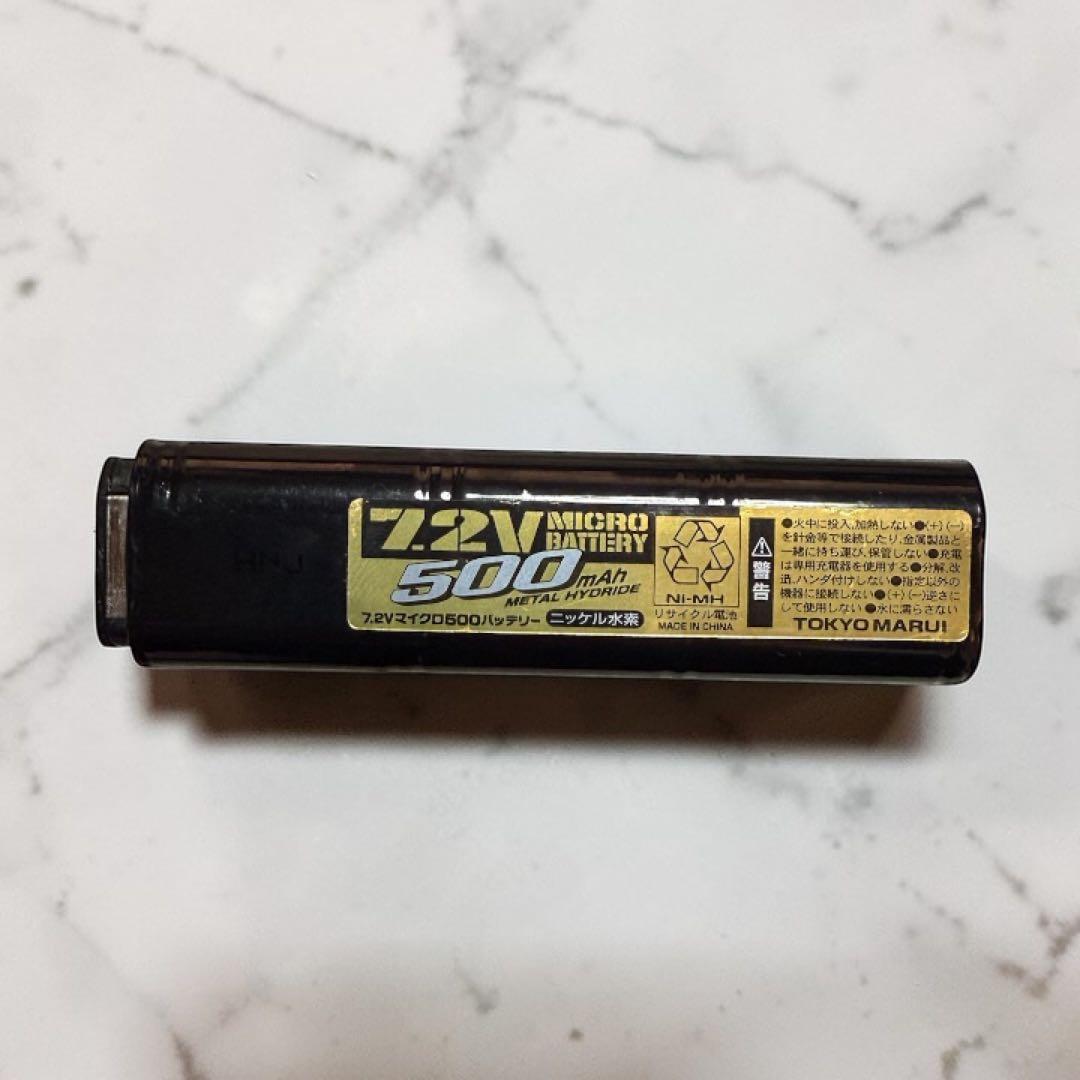 7.2V MICRO BATTERY
500mAh
METAL HYDRIDE
7.2Vマイクロ500バッテリー ニッケル水素
Ni-MH
リサイクル電池
MADE IN CHINA
警告
●火中に投入,加熱しない●(+)(−)
を針金等で接続したり,金属製品と
一緒に持ち運び,保管しない●充電
は専用充電器を使用する●分解,改
造,ハンダ付けしない●指定以外の
機器に接続しない●(+)(−)逆さに
して使用しない●水に濡らさない
TOKYO MARUI